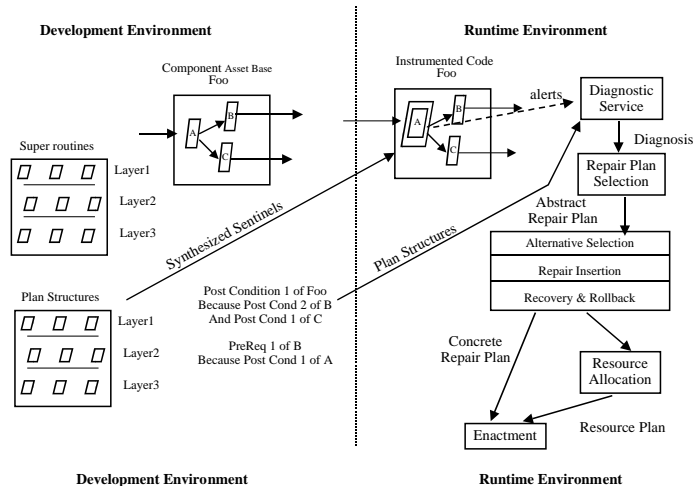 Development Environment
Runtime Environment
Component Asset Base
Foo
Instrumented Code
Foo
alerts
Diagnostic
Service
A
B
C
A
B
C
Diagnosis
Super routines
Layer1
Layer2
Layer3
Repair Plan
Selection
Abstract
Repair Plan
Synthesized Sentinels
Plan Structures
Alternative Selection
Repair Insertion
Recovery & Rollback
Plan Structures
Layer1
Layer2
Layer3
Post Condition 1 of Foo
Because Post Cond 2 of B
And Post Cond 1 of C
PreReq 1 of B
Because Post Cond 1 of A
Concrete
Repair Plan
Resource
Allocation
Enactment
Resource Plan
Development Environment
Runtime Environment